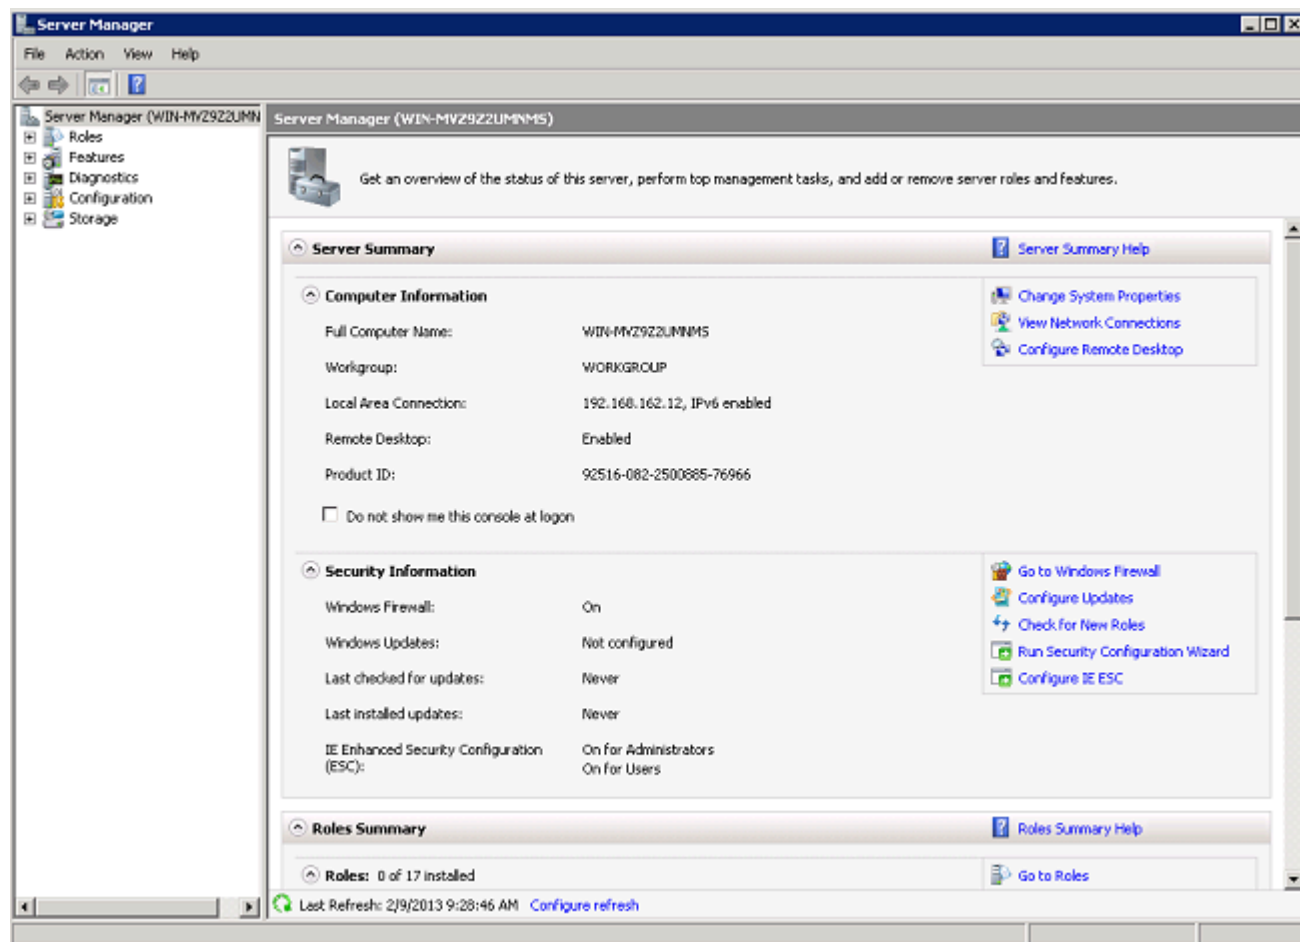 Server Manager
File Action View Help
Server Manager (WIN-MVZ9Z2UMN
Roles
Features
Diagnostics
Configuration
Storage
Server Manager (WIN-MVZ9Z2UMNMS)
Get an overview of the status of this server, perform top management tasks, and add or remove server roles and features.
Server Summary
Server Summary Help
Computer Information
Change System Properties
View Network Connections
Configure Remote Desktop
Full Computer Name: WIN-MVZ9Z2UMNMS
Workgroup: WORKGROUP
Local Area Connection: 192.168.162.12, IPv6 enabled
Remote Desktop: Enabled
Product ID: 92516-082-2500885-76966
Do not show me this console at logon
Security Information
Go to Windows Firewall
Configure Updates
Check for New Roles
Run Security Configuration Wizard
Configure IE ESC
Windows Firewall: On
Windows Updates: Not configured
Last checked for updates: Never
Last installed updates: Never
IE Enhanced Security Configuration (ESC): On for Administrators
On for Users
Roles Summary
Roles Summary Help
Roles: 0 of 17 installed
Go to Roles
Last Refresh: 2/9/2013 9:28:46 AM Configure refresh